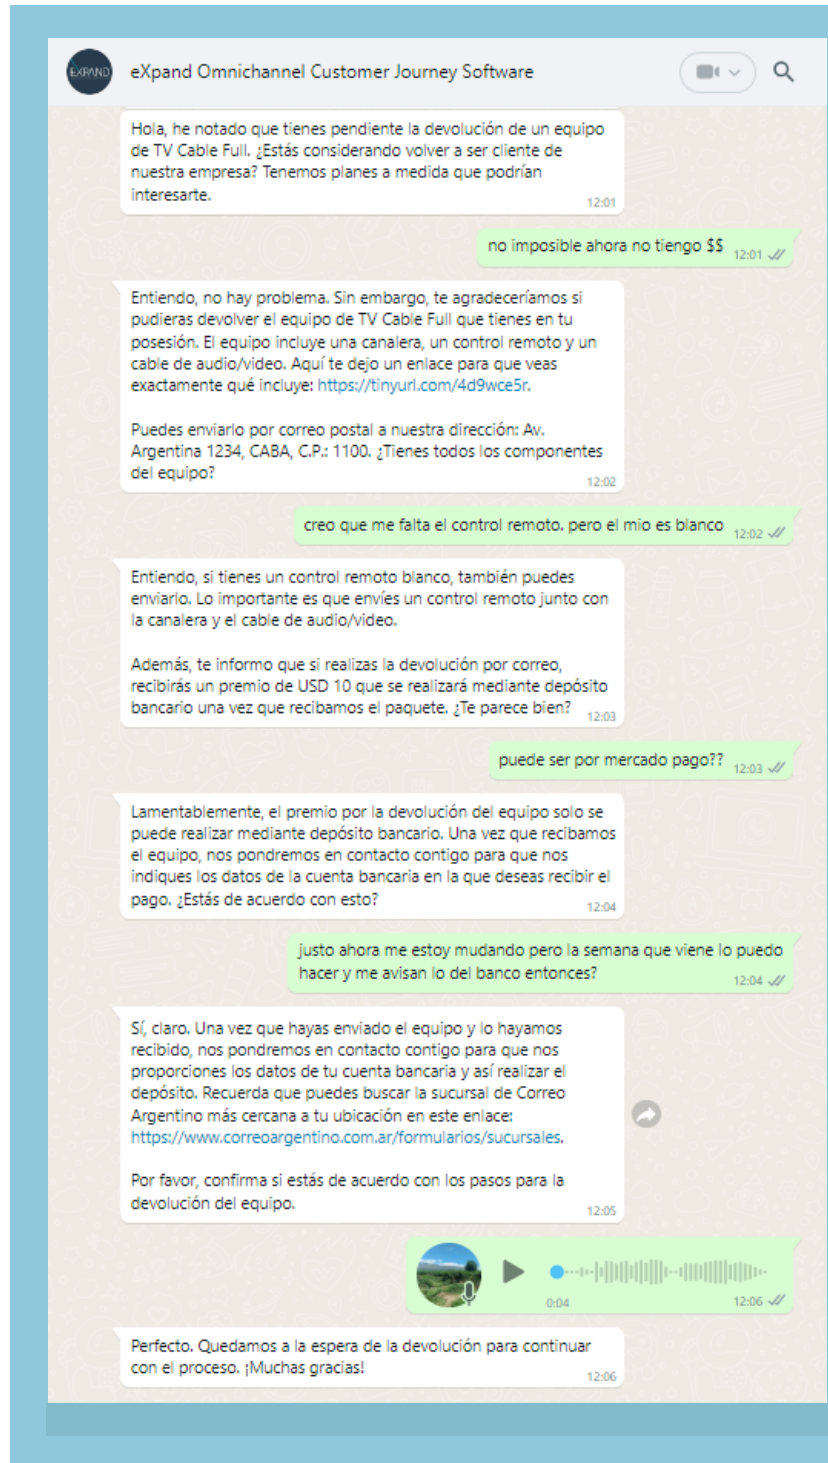 EXPAND
eXpand Omnichannel Customer Journey Software
Hola, he notado que tienes pendiente la devolución de un equipo
de TV Cable Full. ¿Estás considerando volver a ser cliente de
nuestra empresa? Tenemos planes a medida que podrían
interesarte.
12:01
no imposible ahora no tiengo $$
12:01
Entiendo, no hay problema. Sin embargo, te agradeceríamos si
pudieras devolver el equipo de TV Cable Full que tienes en tu
posesión. El equipo incluye una canalera, un control remoto y un
cable de audio/video. Aquí te dejo un enlace para que veas
exactamente qué incluye: https://tinyurl.com/4d9wce5r.
Puedes enviarlo por correo postal a nuestra dirección: Av.
Argentina 1234, CABA, C.P.: 1100. ¿Tienes todos los componentes
del equipo?
12:02
creo que me falta el control remoto. pero el mio es blanco
12:02
Entiendo, si tienes un control remoto blanco, también puedes
enviarlo. Lo importante es que envíes un control remoto junto con
la canalera y el cable de audio/video.
Además, te informo que si realizas la devolución por correo,
recibirás un premio de USD 10 que se realizará mediante depósito
bancario una vez que recibamos el paquete. ¿Te parece bien?
12:03
puede ser por mercado pago??
12:03
Lamentablemente, el premio por la devolución del equipo solo se
puede realizar mediante depósito bancario. Una vez que recibamos
el equipo, nos pondremos en contacto contigo para que nos
indiques los datos de la cuenta bancaria en la que deseas recibir el
pago. ¿Estás de acuerdo con esto?
12:04
justo ahora me estoy mudando pero la semana que viene lo puedo
hacer y me avisan lo del banco entonces?
12:04
Sí, claro. Una vez que hayas enviado el equipo y lo hayamos
recibido, nos pondremos en contacto contigo para que nos
proporciones los datos de tu cuenta bancaria y así realizar el
depósito. Recuerda que puedes buscar la sucursal de Correo
Argentino más cercana a tu ubicación en este enlace:
https://www.correoargentino.com.ar/formularios/sucursales.
Por favor, confirma si estás de acuerdo con los pasos para la
devolución del equipo.
12:05
0:04
12:06
Perfecto. Quedamos a la espera de la devolución para continuar
con el proceso. ¡Muchas gracias!
12:06